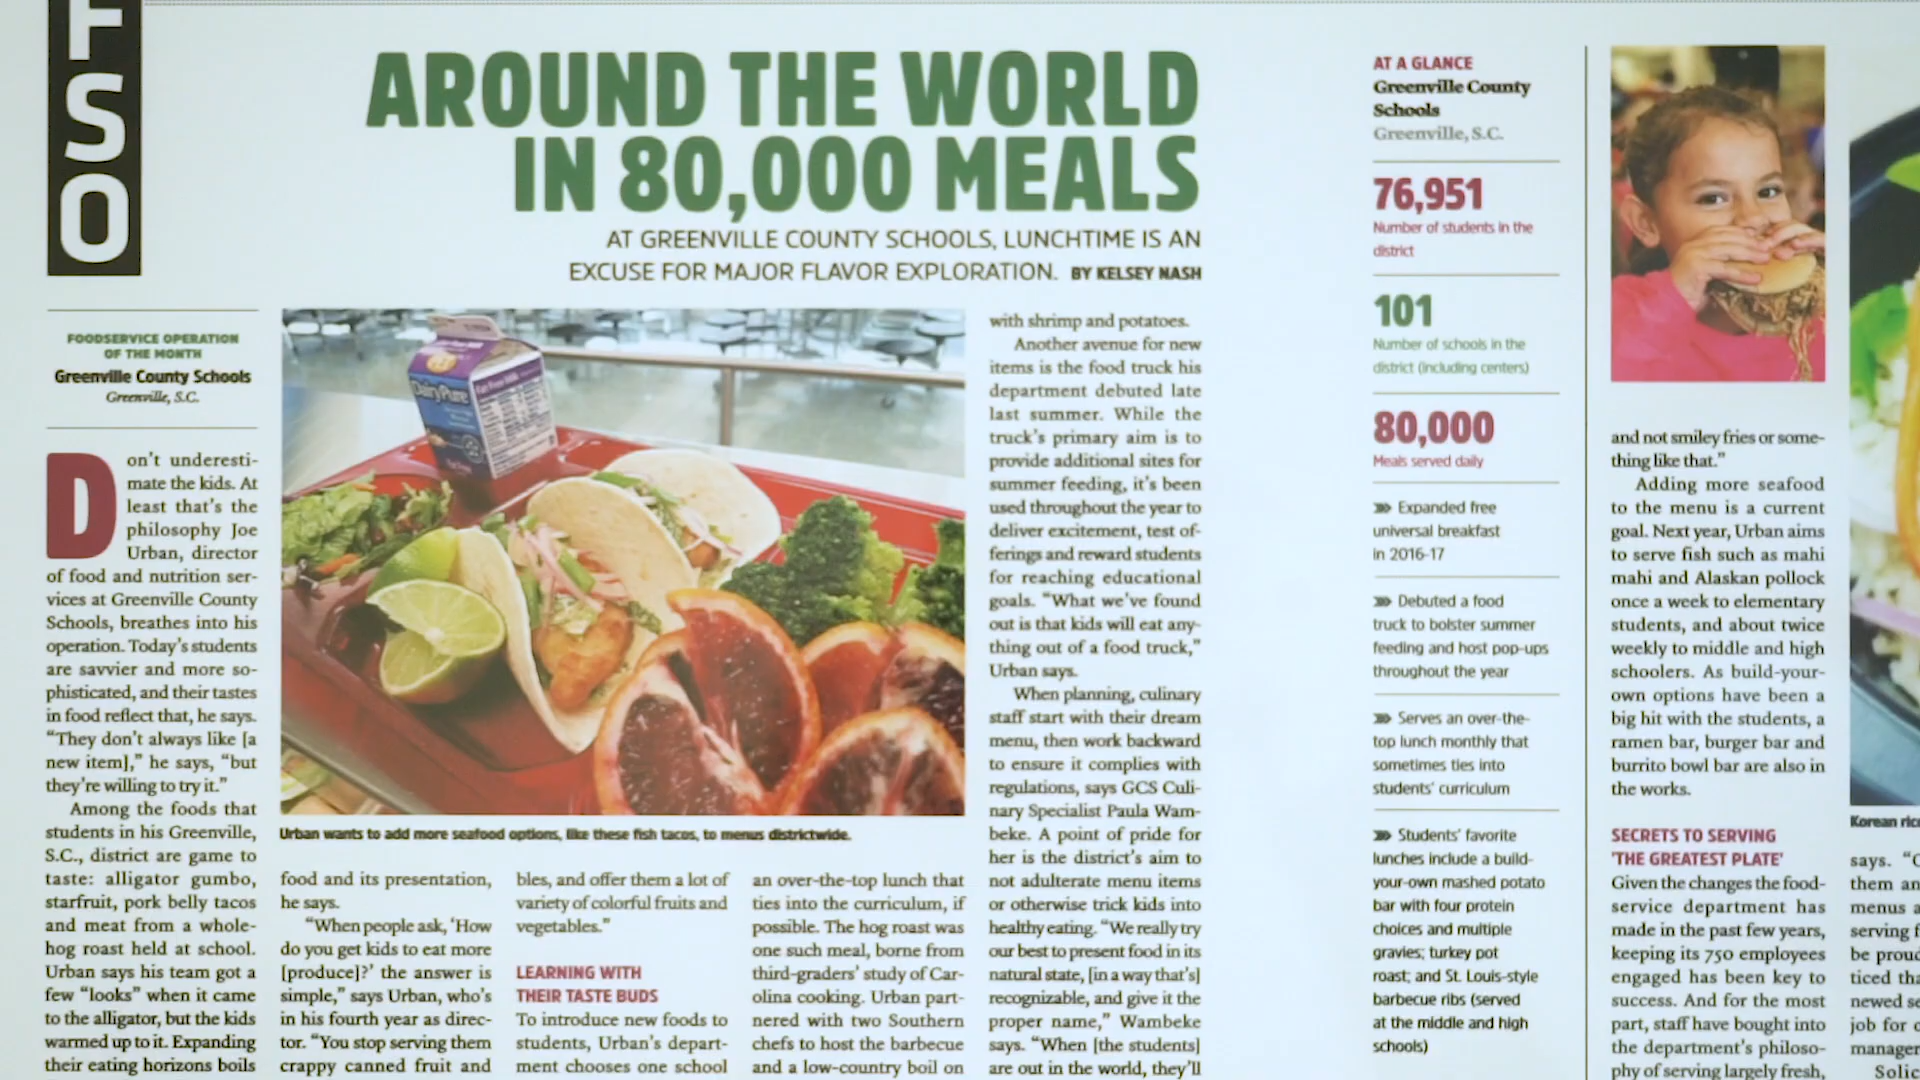 FSO
AROUND THE WORLD
IN 80,000 MEALS
AT GREENVILLE COUNTY SCHOOLS, LUNCHTIME IS AN
EXCUSE FOR MAJOR FLAVOR EXPLORATION. BY KELSEY NASH
FOODSERVICE OPERATION
OF THE MONTH
Greenville County Schools
Greenville, S.C.
Don't underesti-
mate the kids. At
least that's the
philosophy Joe
Urban, director
of food and nutrition ser-
vices at Greenville County
Schools, breathes into his
operation. Today's students
are savvier and more so-
phisticated, and their tastes
in food reflect that, he says.
"They don't always like [a
new item]," he says, "but
they're willing to try it."
Among the foods that
students in his Greenville,
S.C., district are game to
taste: alligator gumbo,
starfruit, pork belly tacos
and meat from a whole-
hog roast held at school.
Urban says his team got a
few "looks" when it came
to the alligator, but the kids
warmed up to it. Expanding
their eating horizons boils
DairyPure
Urban wants to add more seafood options, like these fish tacos, to menus districtwide.
food and its presentation,
he says.
"When people ask, 'How
do you get kids to eat more
[produce]?' the answer is
simple," says Urban, who's
in his fourth year as direc-
tor. "You stop serving them
crappy canned fruit and
bles, and offer them a lot of
variety of colorful fruits and
vegetables."
LEARNING WITH
THEIR TASTE BUDS
To introduce new foods to
students, Urban's depart-
ment chooses one school
an over-the-top lunch that
ties into the curriculum, if
possible. The hog roast was
one such meal, borne from
third-graders' study of Car-
olina cooking. Urban part-
nered with two Southern
chefs to host the barbecue
and a low-country boil on
with shrimp and potatoes.
Another avenue for new
items is the food truck his
department debuted late
last summer. While the
truck's primary aim is to
provide additional sites for
summer feeding, it's been
used throughout the year to
deliver excitement, test of-
ferings and reward students
for reaching educational
goals. "What we've found
out is that kids will eat any-
thing out of a food truck,"
Urban says.
When planning, culinary
staff start with their dream
menu, then work backward
to ensure it complies with
regulations, says GCS Culi-
nary Specialist Paula Wam-
beke. A point of pride for
her is the district's aim to
not adulterate menu items
or otherwise trick kids into
healthy eating. "We really try
our best to present food in its
natural state, [in a way that's]
recognizable, and give it the
proper name," Wambeke
says. "When [the students]
are out in the world, they'll
AT A GLANCE
Greenville County
Schools
Greenville, S.C.
76,951
Number of students in the
district
101
Number of schools in the
district (including centers)
80,000
Meals served daily
Expanded free
universal breakfast
in 2016-17
Debuted a food
truck to bolster summer
feeding and host pop-ups
throughout the year
Serves an over-the-
top lunch monthly that
sometimes ties into
students' curriculum
Students' favorite
lunches include a build-
your-own mashed potato
bar with four protein
choices and multiple
gravies; turkey pot
roast; and St. Louis-style
barbecue ribs (served
at the middle and high
schools)
and not smiley fries or some-
thing like that."
Adding more seafood
to the menu is a current
goal. Next year, Urban aims
to serve fish such as mahi
mahi and Alaskan pollock
once a week to elementary
students, and about twice
weekly to middle and high
schoolers. As build-your-
own options have been a
big hit with the students, a
ramen bar, burger bar and
burrito bowl bar are also in
the works.
SECRETS TO SERVING
'THE GREATEST PLATE'
Given the changes the food-
service department has
made in the past few years,
keeping its 750 employees
engaged has been key to
success. And for the most
part, staff have bought into
the department's philoso-
phy of serving largely fresh,
Korean ric
says. "
them an
menus a
serving f
be prou
ticed tha
newed se
job for
manager
Solic